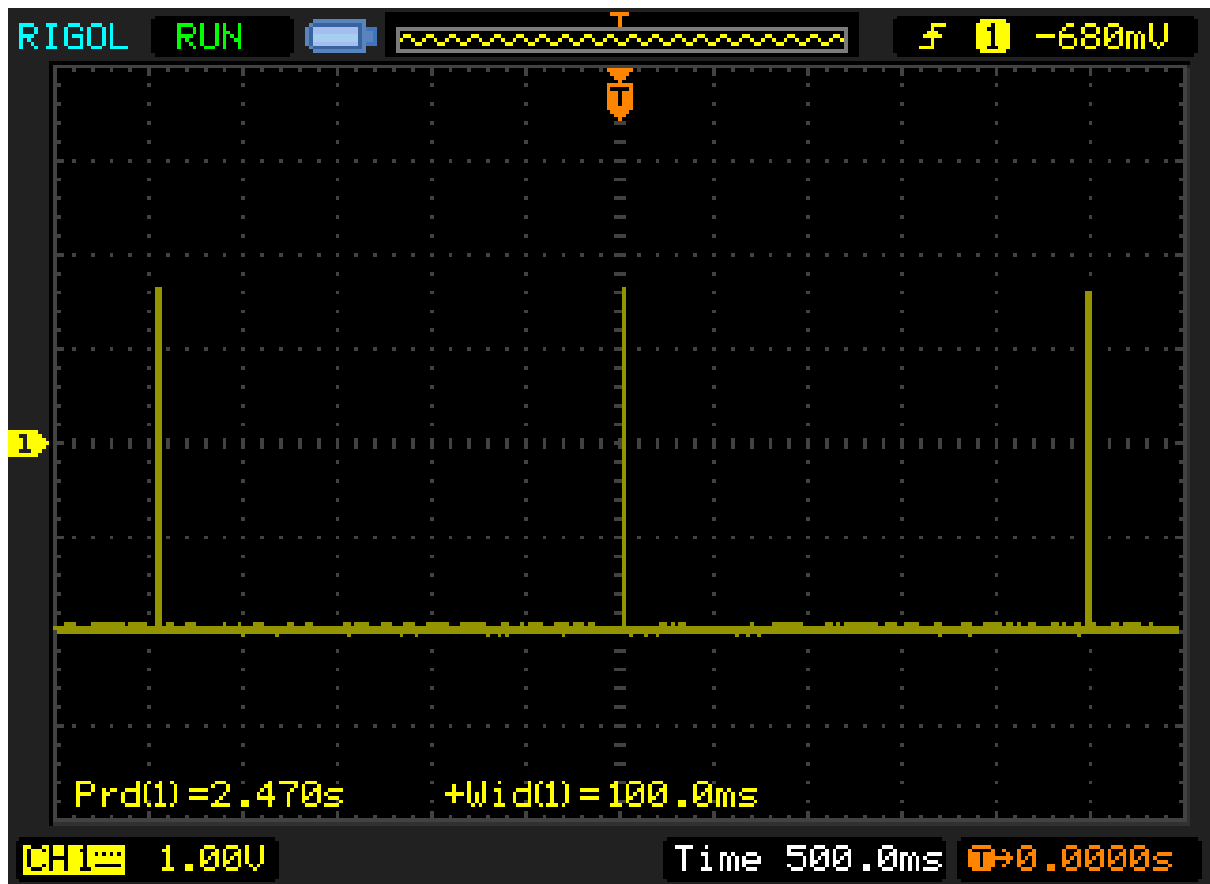 RIGOL RUN T 1 -680mV
T
1
Prd(1)=2.470s +Wid(1)=100.0ms
CH1 1.00V Time 500.0ms T→0.0000s